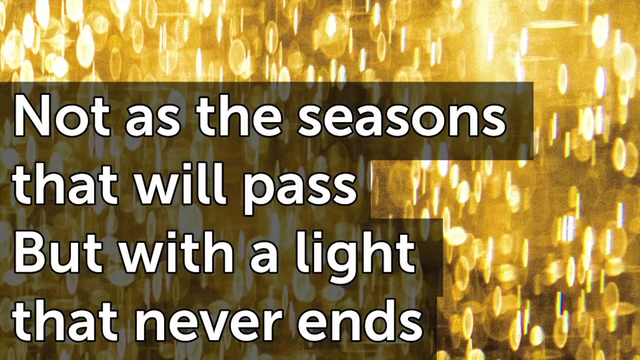 Not as the seasons
that will pass
But with a light
that never ends